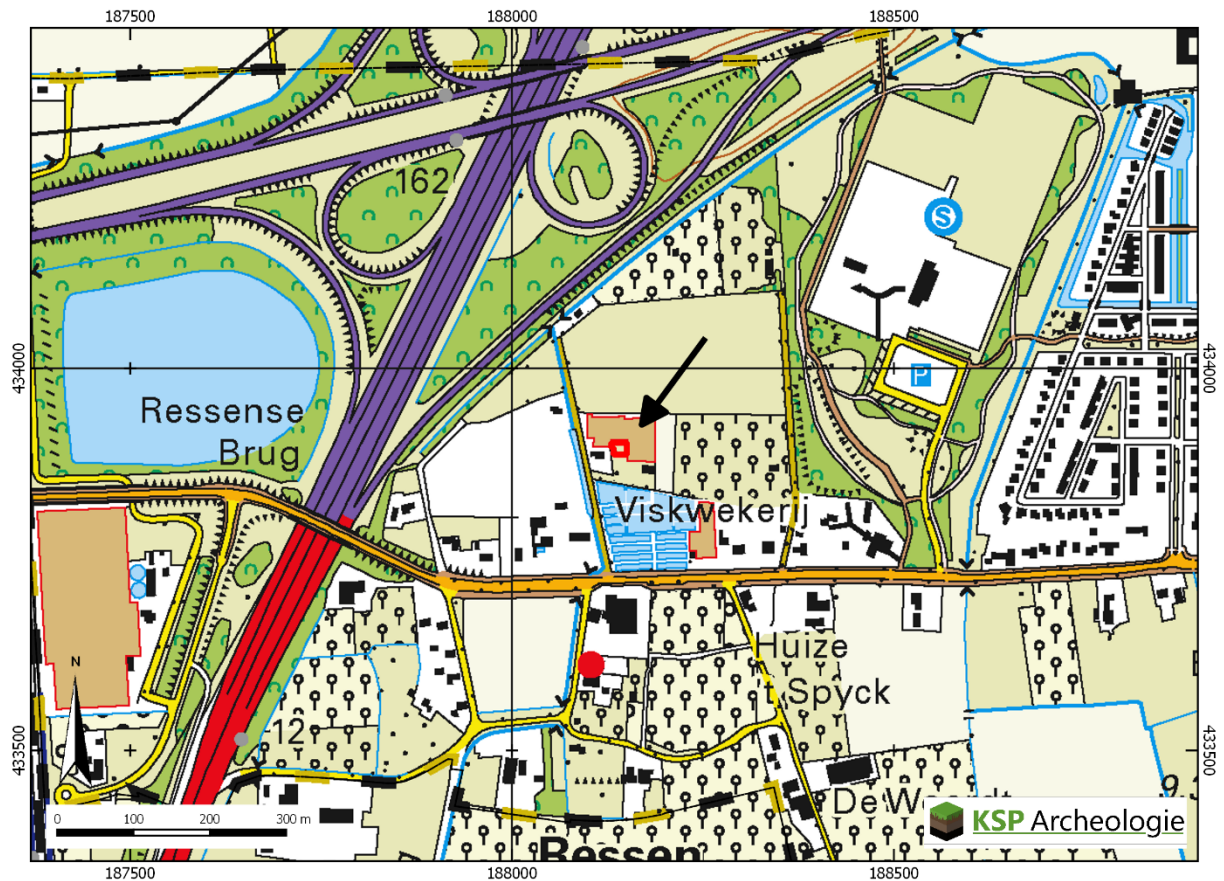 187500 188000 188500
162
S
434000 434000
P
Ressense
Brug
Viskwekerij
Huize
't Spyck
N
12
433500 433500
9
De Woerdt
0 100 200 300 m
KSP Archeologie
Ressen
187500 188000 188500